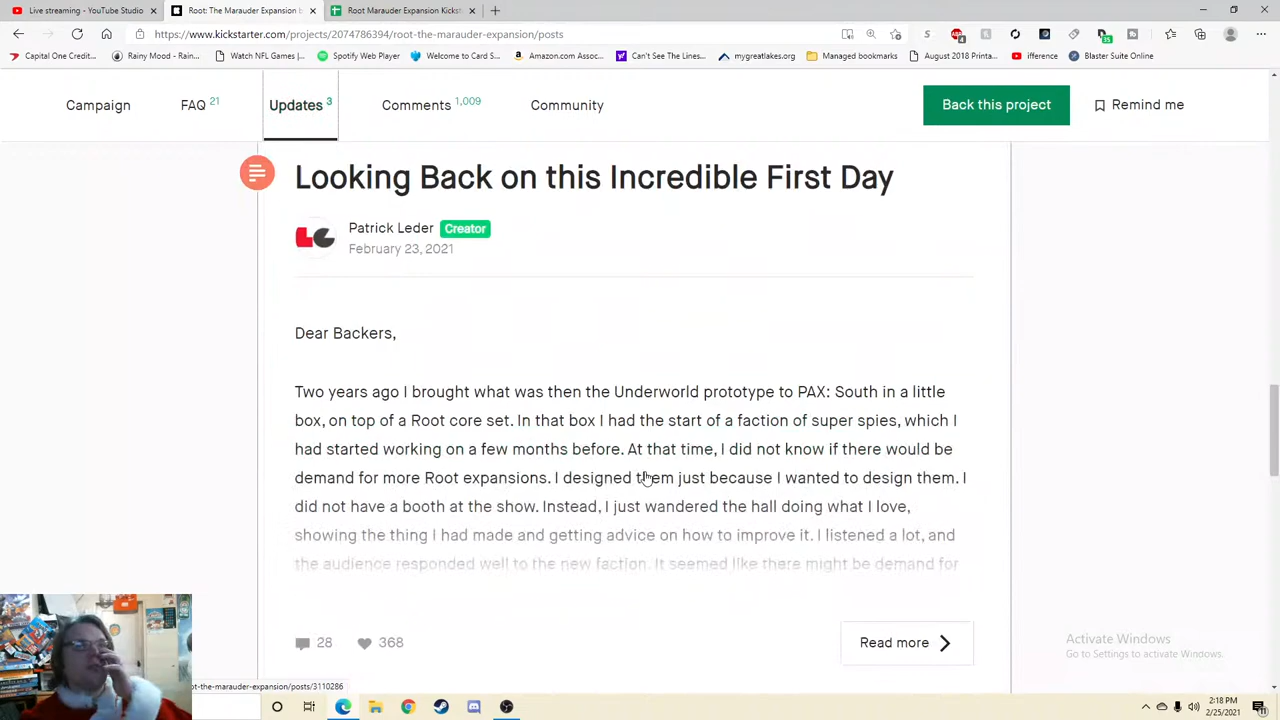 Live streaming - YouTube Studio
Root: The Marauder Expansion b
Root Marauder Expansion Kickst
https://www.kickstarter.com/projects/2074786394/root-the-marauder-expansion/posts
Capital One Credit...
Rainy Mood - Rain...
Watch NFL Games |...
Spotify Web Player
Welcome to Card S...
Amazon.com Assoc...
Can't See The Lines...
mygreatlakes.org
Managed bookmarks
August 2018 Printa...
ifference
Blaster Suite Online
Campaign
FAQ 21
Updates 3
Comments 1,009
Community
Back this project
Remind me
Looking Back on this Incredible First Day
Patrick Leder Creator
February 23, 2021
Dear Backers,
Two years ago I brought what was then the Underworld prototype to PAX: South in a little
box, on top of a Root core set. In that box I had the start of a faction of super spies, which I
had started working on a few months before. At that time, I did not know if there would be
demand for more Root expansions. I designed them just because I wanted to design them. I
did not have a booth at the show. Instead, I just wandered the hall doing what I love,
showing the thing I had made and getting advice on how to improve it. I listened a lot, and
the audience responded well to the new faction. It seemed like there might be demand for
28
368
Read more
Activate Windows
Go to Settings to activate Windows.
ot-the-marauder-expansion/posts/3110286
2:18 PM
2/25/2021